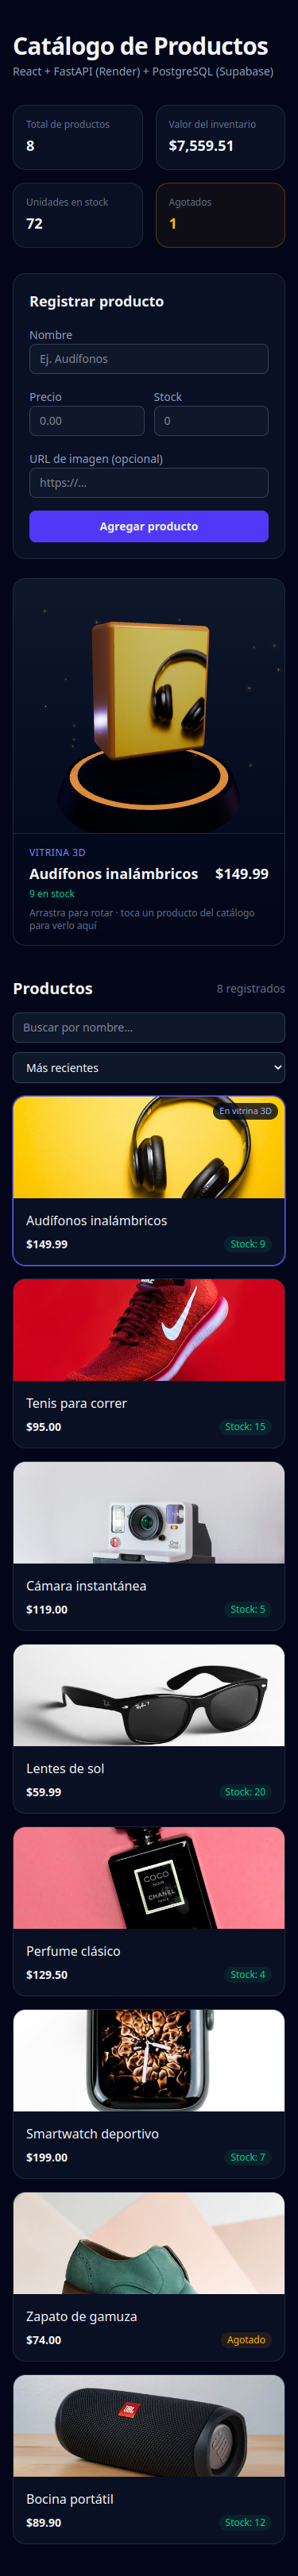 Catálogo de Productos
React + FastAPI (Render) + PostgreSQL (Supabase)
Total de productos
8
Valor del inventario
$7,559.51
Unidades en stock
72
Agotados
1
Registrar producto
Nombre
Ej. Audífonos
Precio
Stock
0.00
0
URL de imagen (opcional)
https://...
Agregar producto
VITRINA 3D
Audífonos inalámbricos $149.99
9 en stock
Arrastra para rotar · toca un producto del catálogo
para verlo aquí
Productos
8 registrados
Buscar por nombre...
Más recientes
En vitrina 3D
Audífonos inalámbricos
$149.99
Stock: 9
Tenis para correr
$95.00
Stock: 15
Cámara instantánea
$119.00
Stock: 5
Ray-Ban
Lentes de sol
$59.99
Stock: 20
COCO
NOIR
CHANEL
PARIS
Perfume clásico
$129.50
Stock: 4
Smartwatch deportivo
$199.00
Stock: 7
Zapato de gamuza
$74.00
Agotado
JBL
Bocina portátil
$89.90
Stock: 12